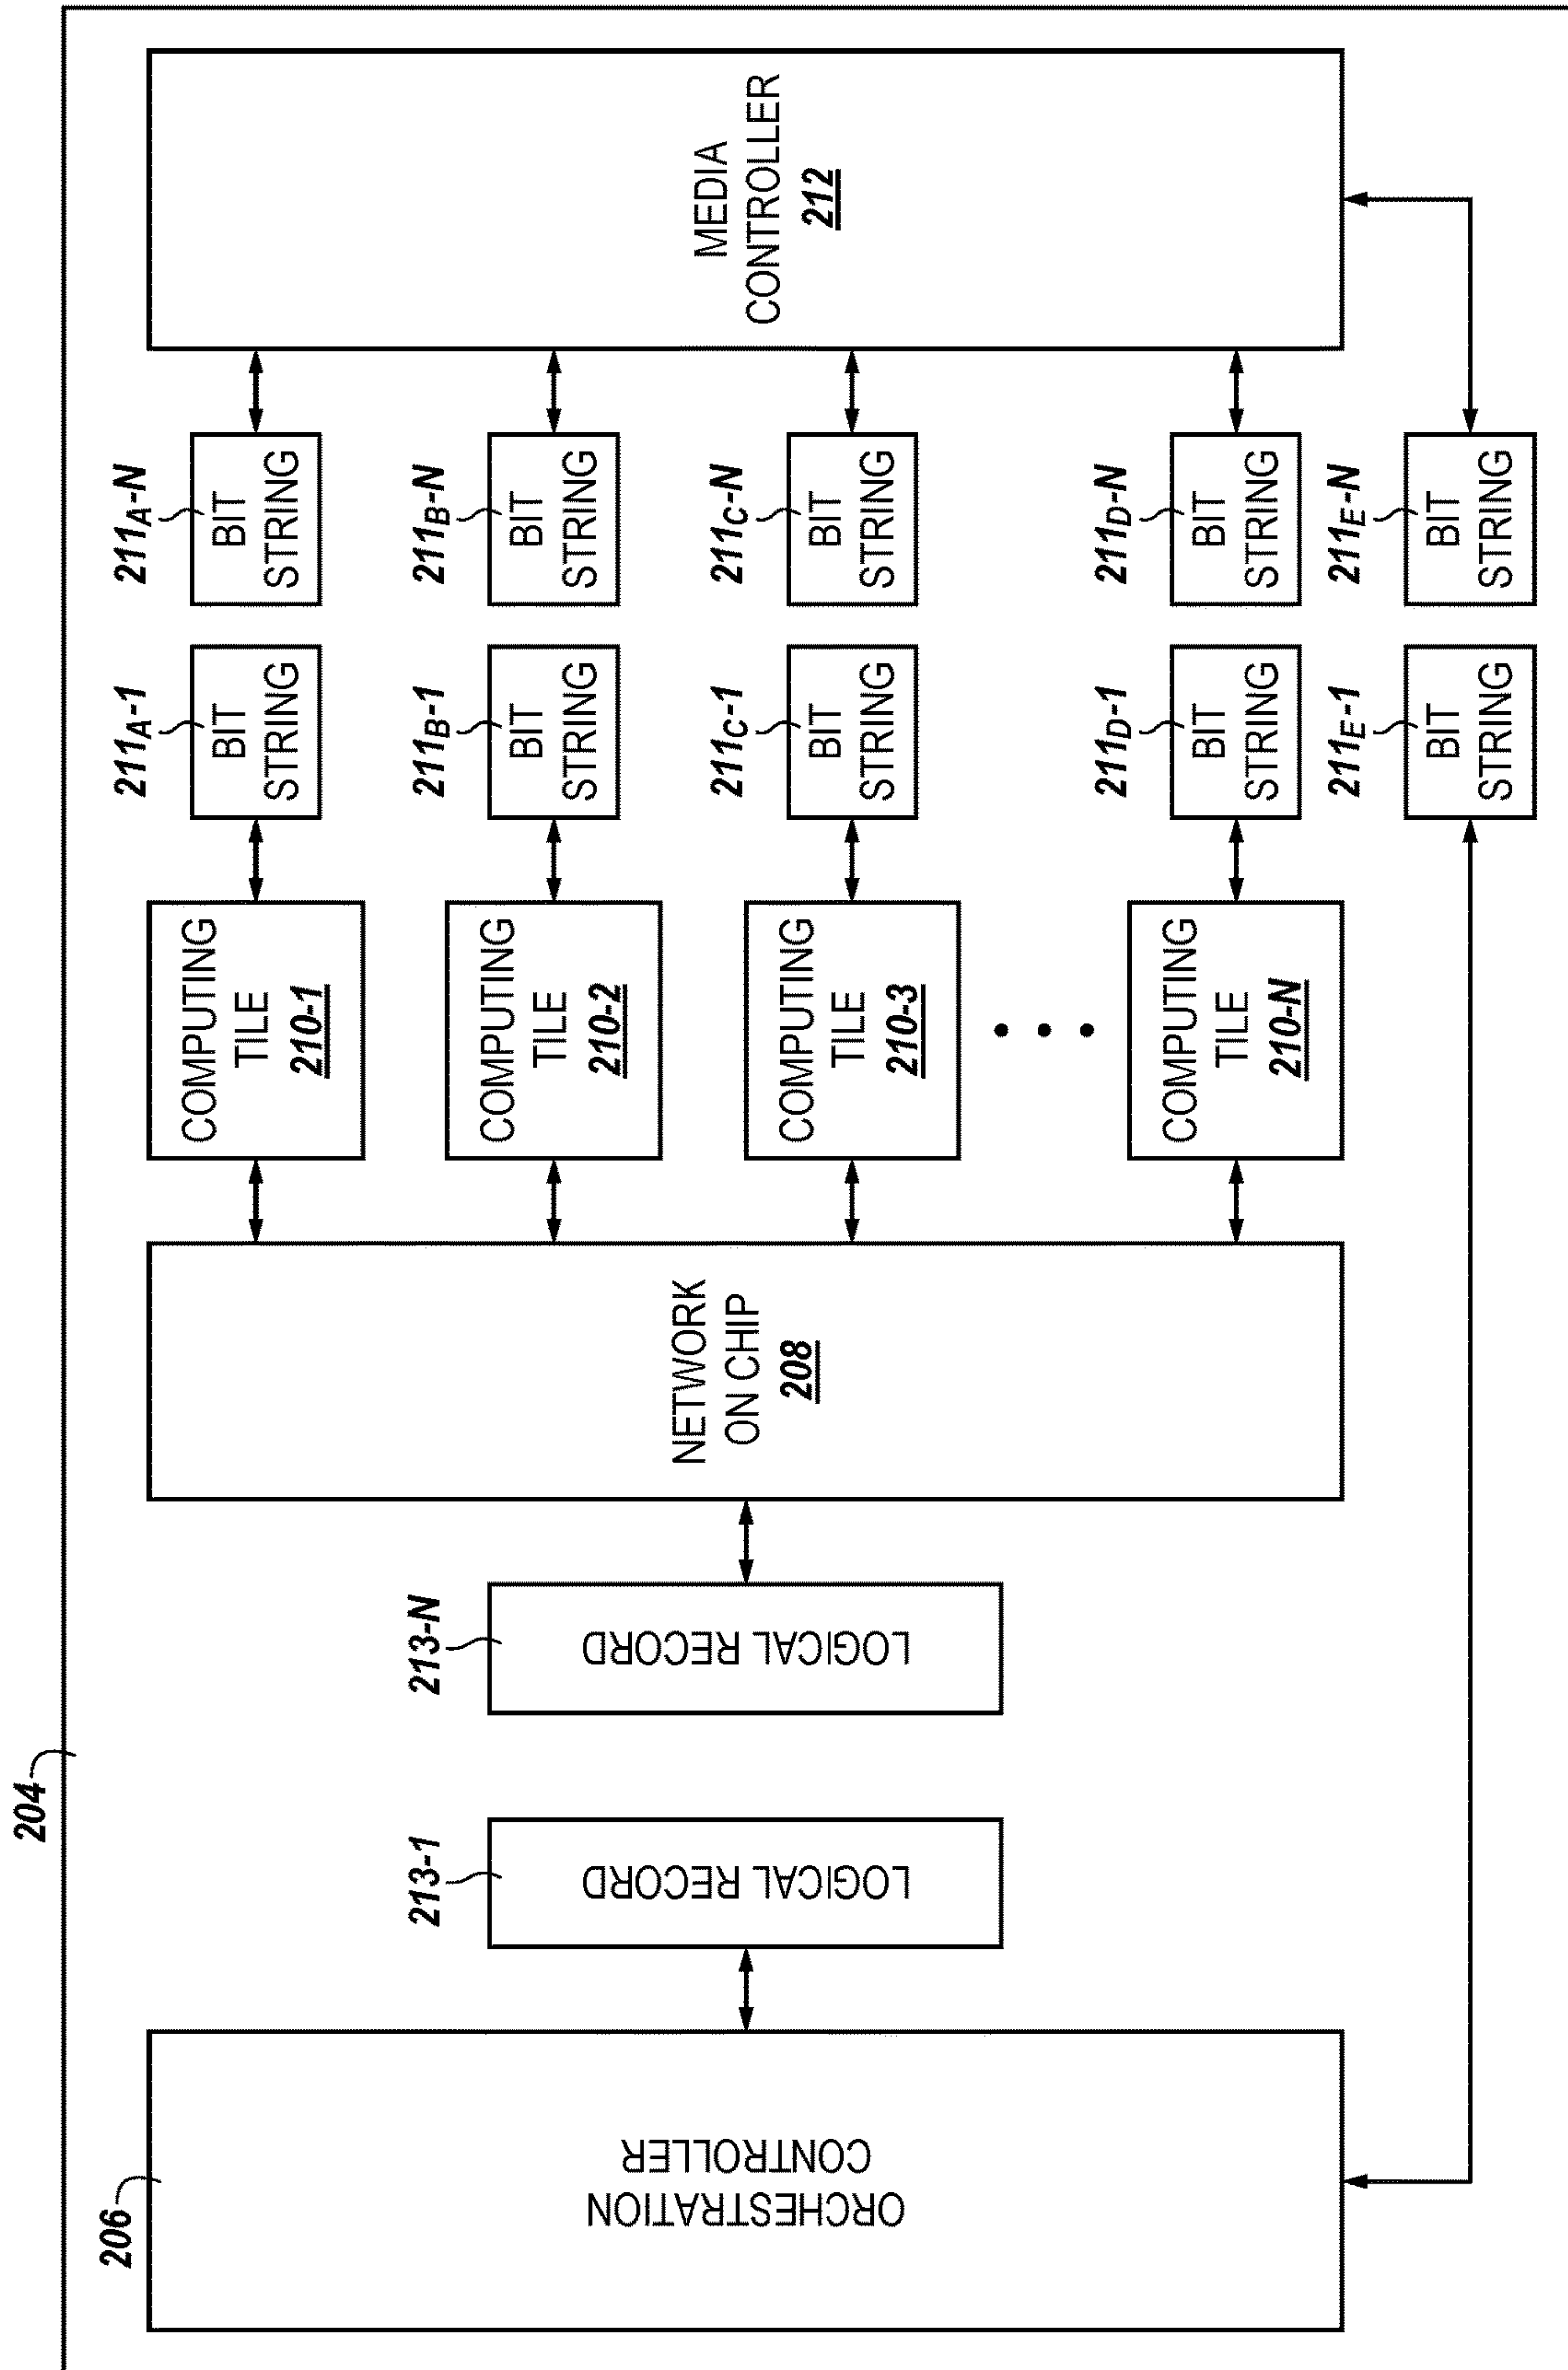 204
206
ORCHESTRATION
CONTROLLER
213-1
LOGICAL RECORD
213-N
LOGICAL RECORD
NETWORK
ON CHIP
208
COMPUTING
TILE
210-1
COMPUTING
TILE
210-2
COMPUTING
TILE
210-3
• • •
COMPUTING
TILE
210-N
211A-1
BIT
STRING
211A-N
BIT
STRING
211B-1
BIT
STRING
211B-N
BIT
STRING
211C-1
BIT
STRING
211C-N
BIT
STRING
211D-1
BIT
STRING
211D-N
BIT
STRING
211E-1
BIT
STRING
211E-N
BIT
STRING
MEDIA
CONTROLLER
212